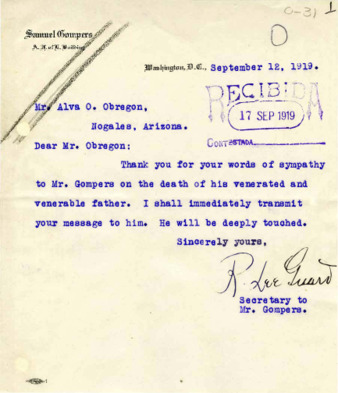 0-31 1
Samuel Gompers
A. F. of L. Building
O
Washington, D.C., September 12, 1919.
RECIBIDA
17 SEP 1919
CONTESTADA
Mr. Alva O. Obregon,
Nogales, Arizona.
Dear Mr. Obregon:
Thank you for your words of sympathy
to Mr. Gompers on the death of his venerated and
venerable father. I shall immediately transmit
your message to him. He will be deeply touched.
Sincerely yours,
R. Lee Guard
Secretary to
Mr. Gompers.